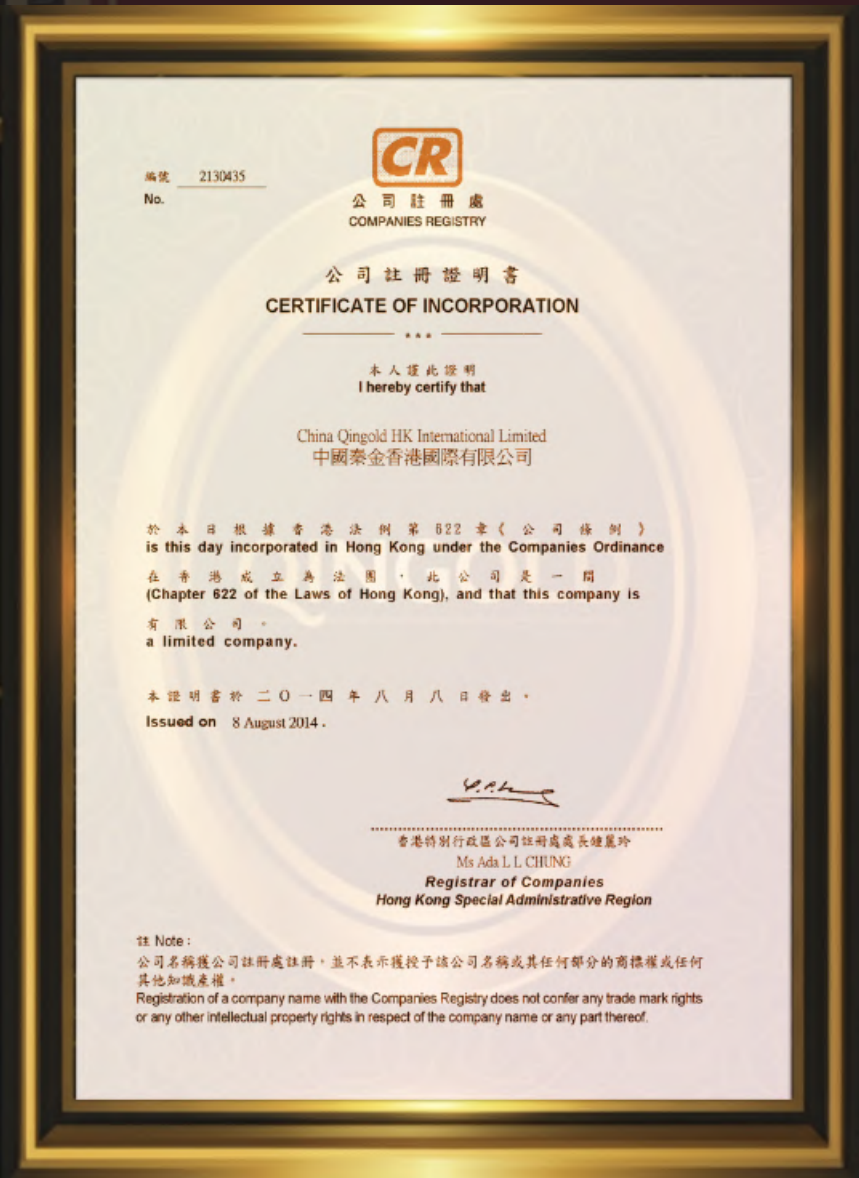 CR
公司註冊處
COMPANIES REGISTRY
編號 2130435
No.
公司註冊證明書
CERTIFICATE OF INCORPORATION
***
本人謹此證明
I hereby certify that
China Qingold HK International Limited
中國秦金香港國際有限公司
於本日根據香港法例第622章《公司條例》
is this day incorporated in Hong Kong under the Companies Ordinance
在香港成立為法團，此公司是一間
(Chapter 622 of the Laws of Hong Kong), and that this company is
有限公司。
a limited company.
QINGOLD
本證明書於二〇一四年八月八日發出。
Issued on 8 August 2014.
香港特別行政區公司註冊處處長鍾麗玲
Ms Ada L L CHUNG
Registrar of Companies
Hong Kong Special Administrative Region
註 Note:
公司名稱獲公司註冊處註冊，並不表示獲授予該公司名稱或其任何部分的商標權或任何
其他知識產權。
Registration of a company name with the Companies Registry does not confer any trade mark rights
or any other intellectual property rights in respect of the company name or any part thereof.